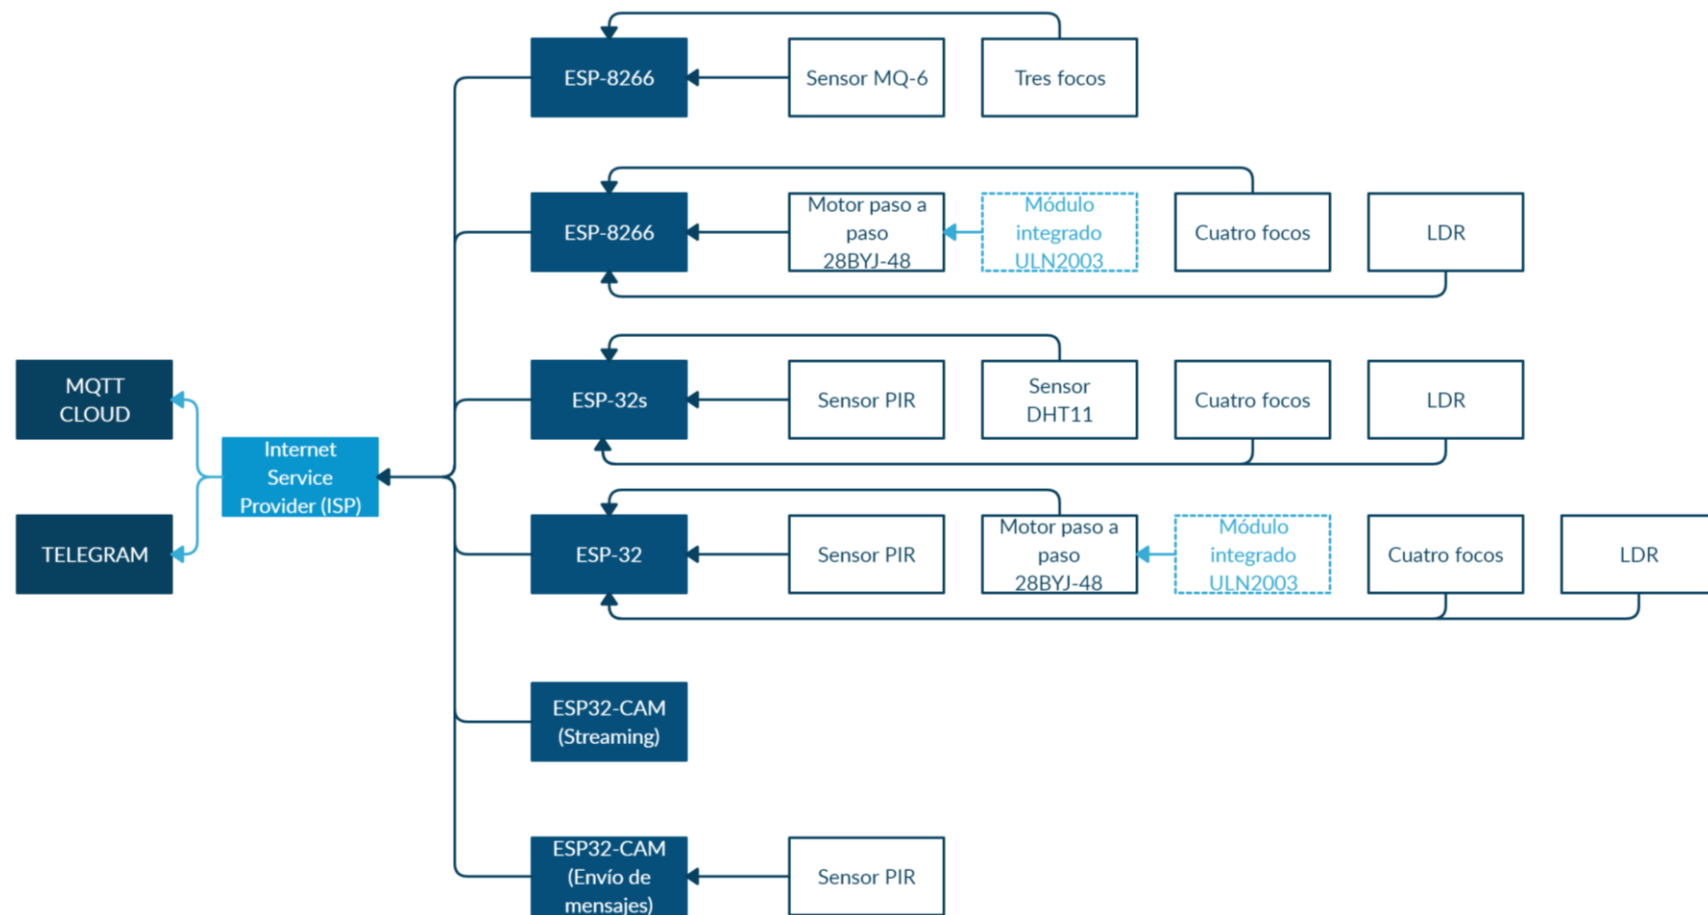 ESP-8266
Sensor MQ-6
Tres focos
ESP-8266
Motor paso a
paso
28BYJ-48
Módulo
integrado
ULN2003
Cuatro focos
LDR
MQTT
CLOUD
ESP-32s
Sensor PIR
Sensor
DHT11
Cuatro focos
LDR
Internet
Service
Provider (ISP)
TELEGRAM
ESP-32
Sensor PIR
Motor paso a
paso
28BYJ-48
Módulo
integrado
ULN2003
Cuatro focos
LDR
ESP32-CAM
(Streaming)
ESP32-CAM
(Envío de
mensajes)
Sensor PIR